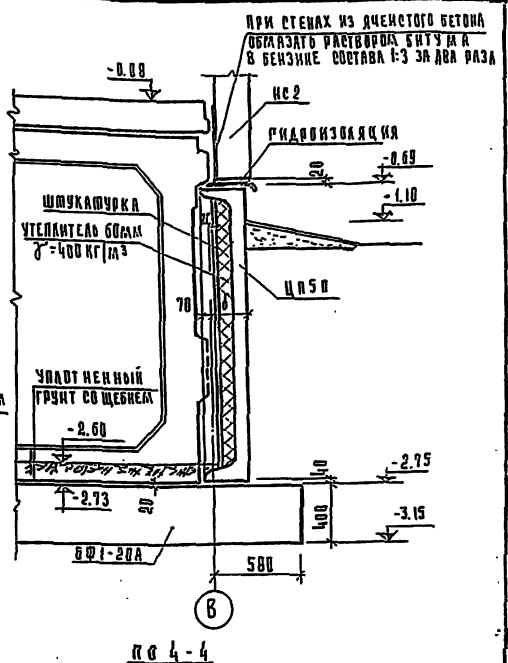 ПРИ СТЕНАХ ИЗ ЯЧЕИСТОГО БЕТОНА
ОБМАЗАТЬ РАСТВОРОМ БИТУМА
В БЕНЗИНЕ СОСТАВА 1:3 ЗА ДВА РАЗА
-0.08
НС2
ГИДРОИЗОЛЯЦИЯ
20
-0.69
-1.10
ШТУКАТУРКА
УТЕПЛИТЕЛЬ 60ММ
γ=400 КГ/М3
ЦП5П
70
УПЛОТНЕННЫЙ
ГРУНТ СО ЩЕБНЕМ
-2.60
-2.75
40
-2.73
20
400
-3.15
БФ1-20А
580
В
ПО 4-4